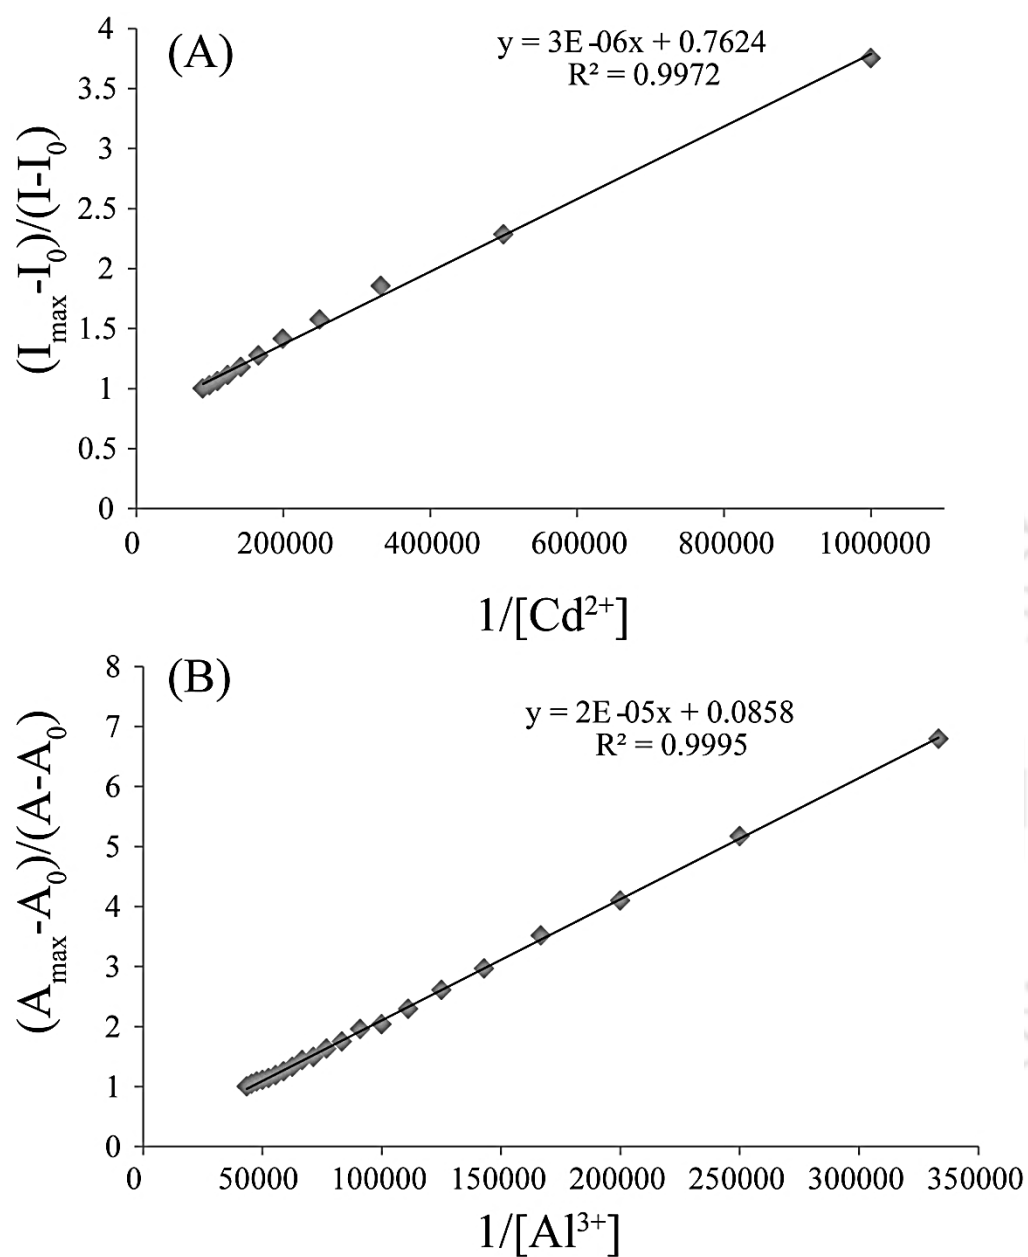 (A)
y = 3E-06x + 0.7624
R² = 0.9972
4
3.5
3
2.5
2
1.5
1
0.5
0
(Imax-I0)/(I-I0)
0 200000 400000 600000 800000 1000000
1/[Cd²⁺]
(B)
y = 2E-05x + 0.0858
R² = 0.9995
8
7
6
5
4
3
2
1
0
(Amax-A0)/(A-A0)
0 50000 100000 150000 200000 250000 300000 350000
1/[Al³⁺]